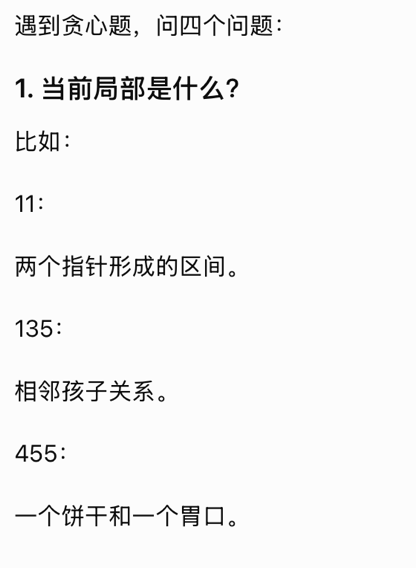 遇到贪心题，问四个问题：
1. 当前局部是什么？
比如：
11：
两个指针形成的区间。
135：
相邻孩子关系。
455：
一个饼干和一个胃口。